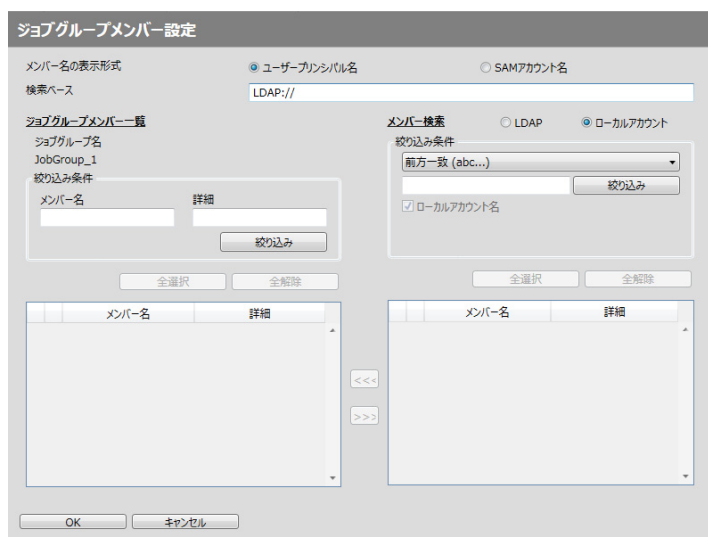 ジョブグループメンバー設定
メンバー名の表示形式 ユーザープリンシパル名 SAMアカウント名
検索ベース LDAP://
ジョブグループメンバー一覧
ジョブグループ名
JobGroup_1
絞り込み条件
メンバー名 詳細
絞り込み
全選択 全解除
メンバー名 詳細
メンバー検索 LDAP ローカルアカウント
絞り込み条件
前方一致 (abc...)
絞り込み
ローカルアカウント名
全選択 全解除
メンバー名 詳細
<<<
>>>
OK キャンセル